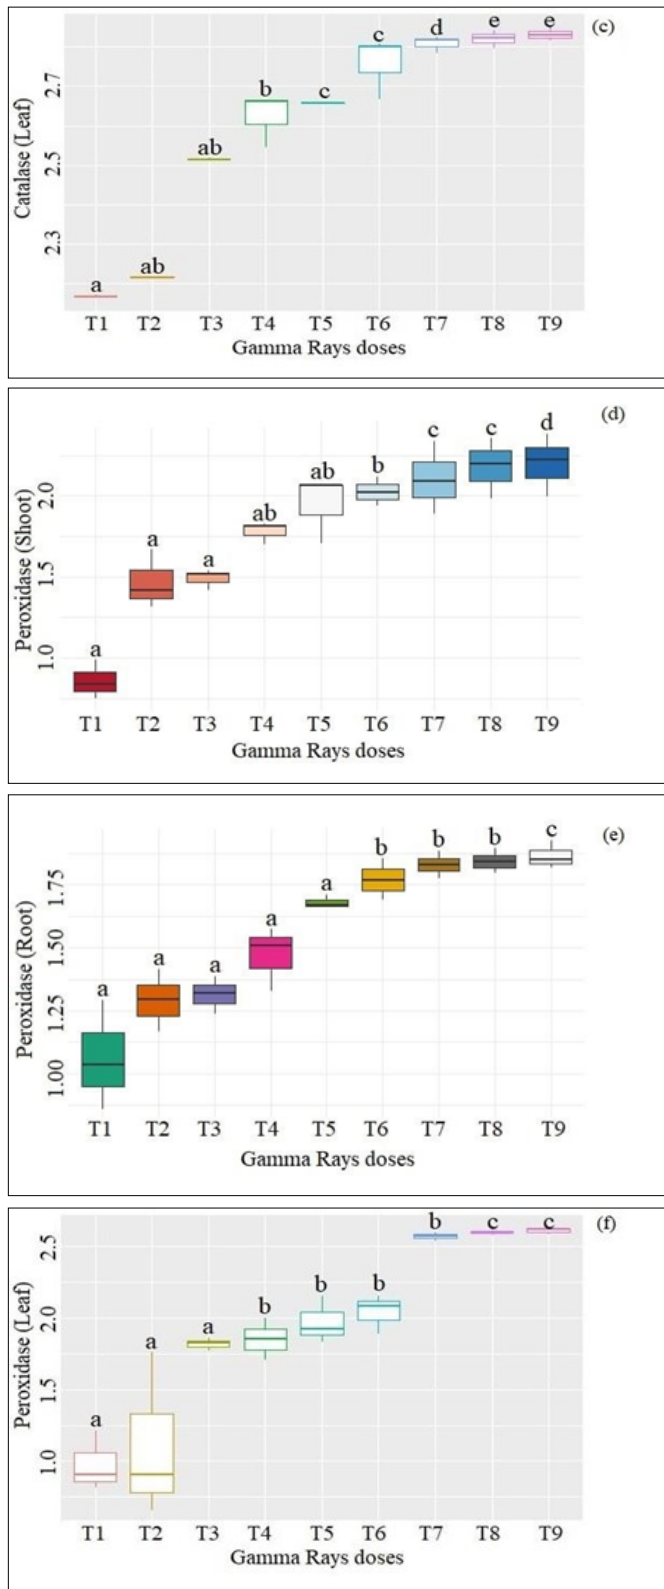 (c)
Catalase (Leaf)
2.7
2.5
2.3
a
ab
ab
b
c
c
d
e
e
T1 T2 T3 T4 T5 T6 T7 T8 T9
Gamma Rays doses
(d)
Peroxidase (Shoot)
2.0
1.5
1.0
a
a
a
ab
ab
b
c
c
d
T1 T2 T3 T4 T5 T6 T7 T8 T9
Gamma Rays doses
(e)
Peroxidase (Root)
1.75
1.50
1.25
1.00
a
a
a
a
a
b
b
b
c
T1 T2 T3 T4 T5 T6 T7 T8 T9
Gamma Rays doses
(f)
Peroxidase (Leaf)
2.5
2.0
1.5
1.0
a
a
a
b
b
b
b
c
c
T1 T2 T3 T4 T5 T6 T7 T8 T9
Gamma Rays doses